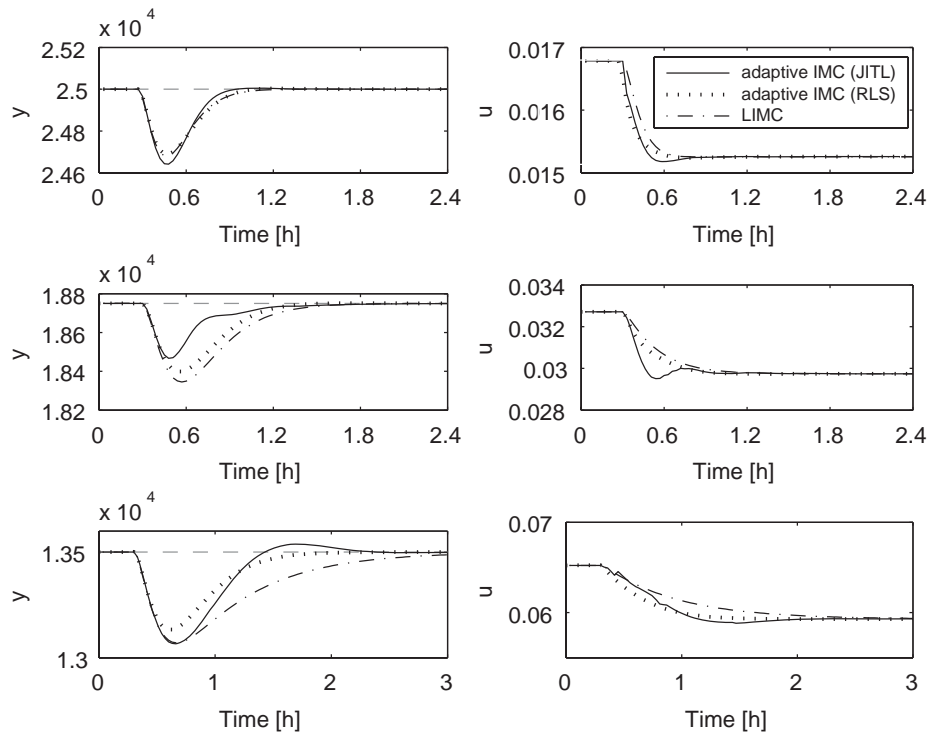 x 10 4
2.52
2.5
2.48
2.46
y
0 0.6 1.2 1.8 2.4
Time [h]
0.017
0.016
0.015
u
adaptive IMC (JITL)
adaptive IMC (RLS)
LIMC
0 0.6 1.2 1.8 2.4
Time [h]
x 10 4
1.88
1.86
1.84
1.82
y
0 0.6 1.2 1.8 2.4
Time [h]
0.034
0.032
0.03
0.028
u
0 0.6 1.2 1.8 2.4
Time [h]
x 10 4
1.35
1.3
y
0 1 2 3
Time [h]
0.07
0.06
u
0 1 2 3
Time [h]